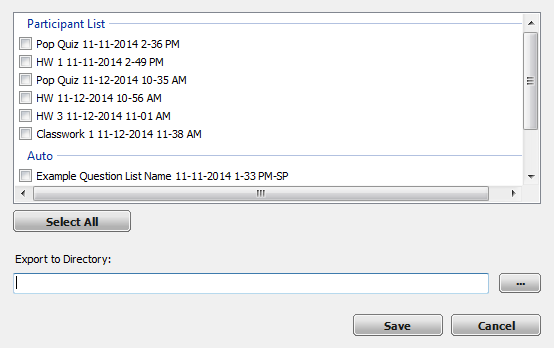 Participant List
Pop Quiz 11-11-2014 2-36 PM
HW 1 11-11-2014 2-49 PM
Pop Quiz 11-12-2014 10-35 AM
HW 11-12-2014 10-56 AM
HW 3 11-12-2014 11-01 AM
Classwork 1 11-12-2014 11-38 AM
Auto
Example Question List Name 11-11-2014 1-33 PM-SP
Select All
Export to Directory:
...
Save Cancel